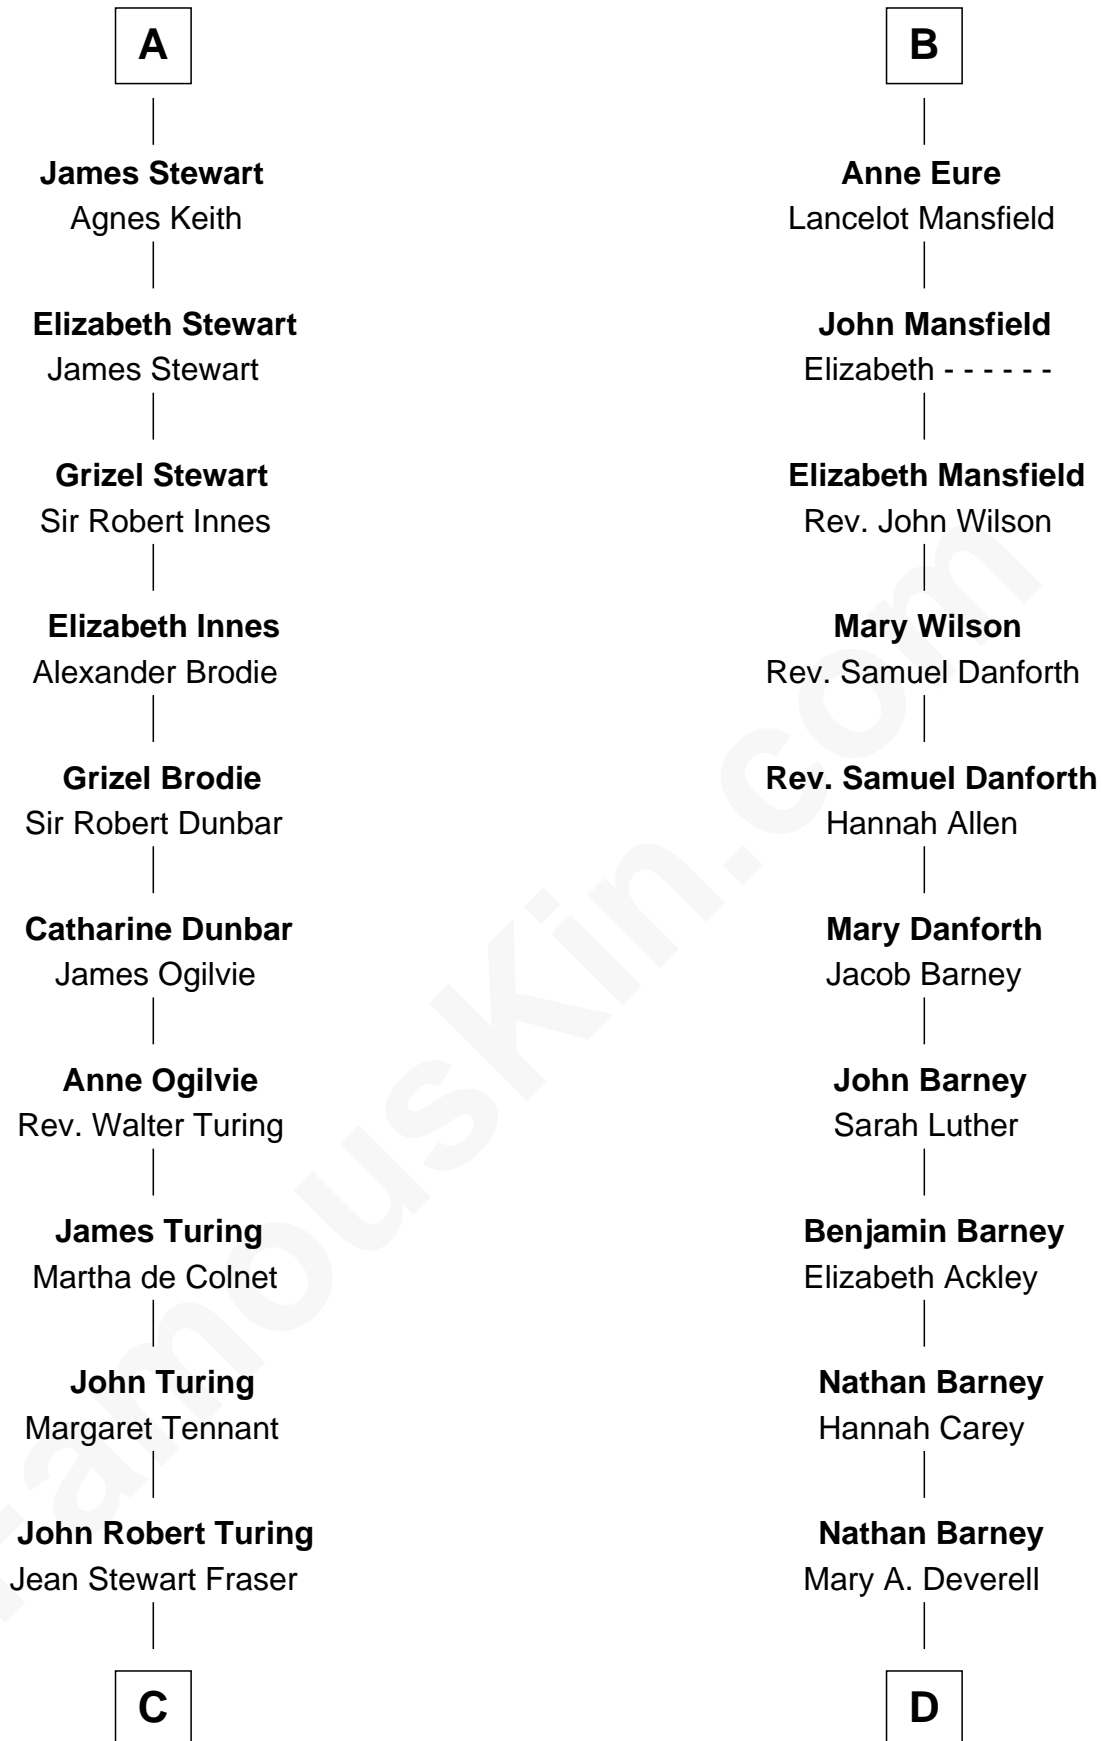 A
James Stewart
Agnes Keith
Elizabeth Stewart
James Stewart
Grizel Stewart
Sir Robert Innes
Elizabeth Innes
Alexander Brodie
Grizel Brodie
Sir Robert Dunbar
Catharine Dunbar
James Ogilvie
Anne Ogilvie
Rev. Walter Turing
James Turing
Martha de Colnet
John Turing
Margaret Tennant
John Robert Turing
Jean Stewart Fraser
C
B
Anne Eure
Lancelot Mansfield
John Mansfield
Elizabeth - - - - - -
Elizabeth Mansfield
Rev. John Wilson
Mary Wilson
Rev. Samuel Danforth
Rev. Samuel Danforth
Hannah Allen
Mary Danforth
Jacob Barney
John Barney
Sarah Luther
Benjamin Barney
Elizabeth Ackley
Nathan Barney
Hannah Carey
Nathan Barney
Mary A. Deverell
D
FamousKin.com